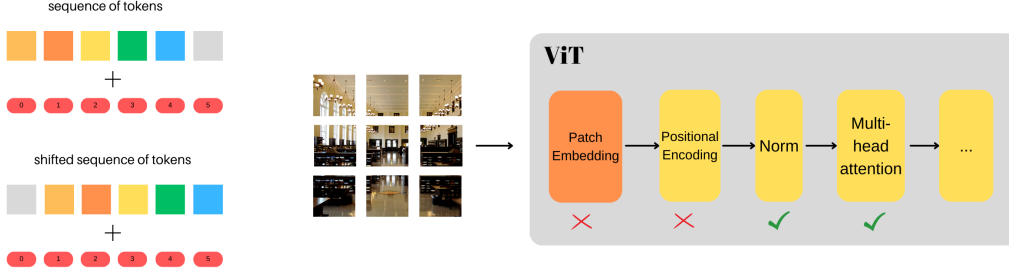 sequence of tokens
+
0 1 2 3 4 5
shifted sequence of tokens
+
0 1 2 3 4 5
ViT
Patch
Embedding
Positional
Encoding
Norm
Multi-
head
attention
...